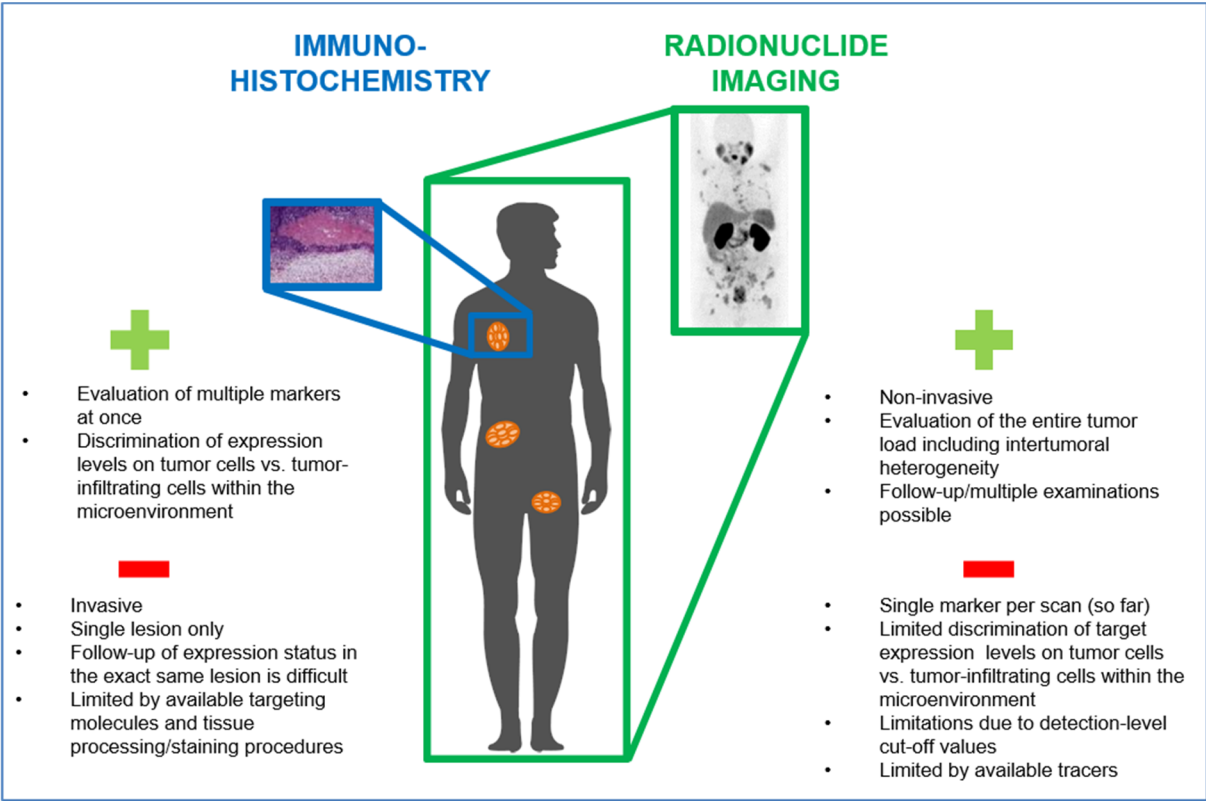 IMMUNO-
HISTOCHEMISTRY
RADIONUCLIDE
IMAGING
• Evaluation of multiple markers
at once
• Discrimination of expression
levels on tumor cells vs. tumor-
infiltrating cells within the
microenvironment
• Invasive
• Single lesion only
• Follow-up of expression status in
the exact same lesion is difficult
• Limited by available targeting
molecules and tissue
processing/staining procedures
• Non-invasive
• Evaluation of the entire tumor
load including intertumoral
heterogeneity
• Follow-up/multiple examinations
possible
• Single marker per scan (so far)
• Limited discrimination of target
expression levels on tumor cells
vs. tumor-infiltrating cells within the
microenvironment
• Limitations due to detection-level
cut-off values
• Limited by available tracers